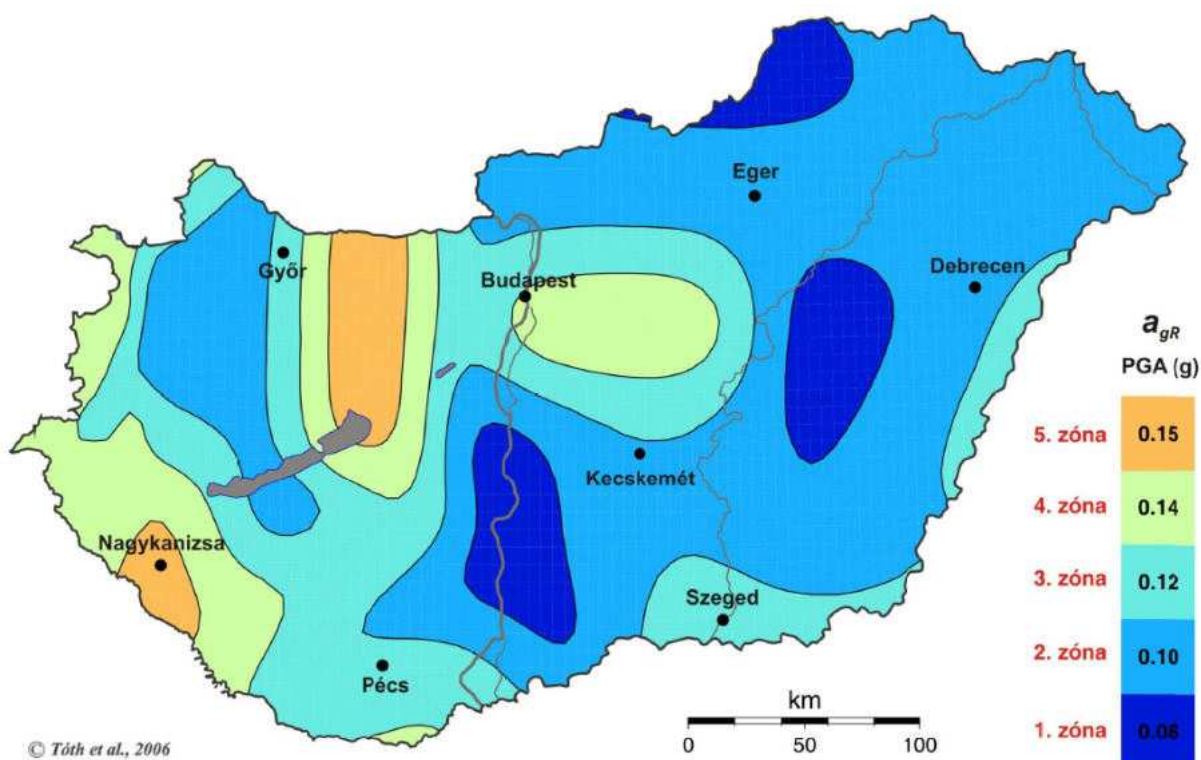 Eger
Győr
Budapest
Debrecen
a_gR
PGA (g)
5. zóna 0.15
Kecskemét
4. zóna 0.14
Nagykanizsa
3. zóna 0.12
Szeged
2. zóna 0.10
Pécs
km
1. zóna 0.08
0 50 100
© Tóth et al., 2006